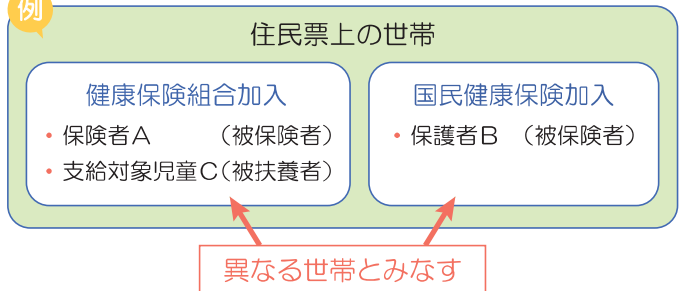 例
住民票上の世帯
健康保険組合加入
・保険者A （被保険者）
・支給対象児童C（被扶養者）
国民健康保険加入
・保護者B （被保険者）
異なる世帯とみなす